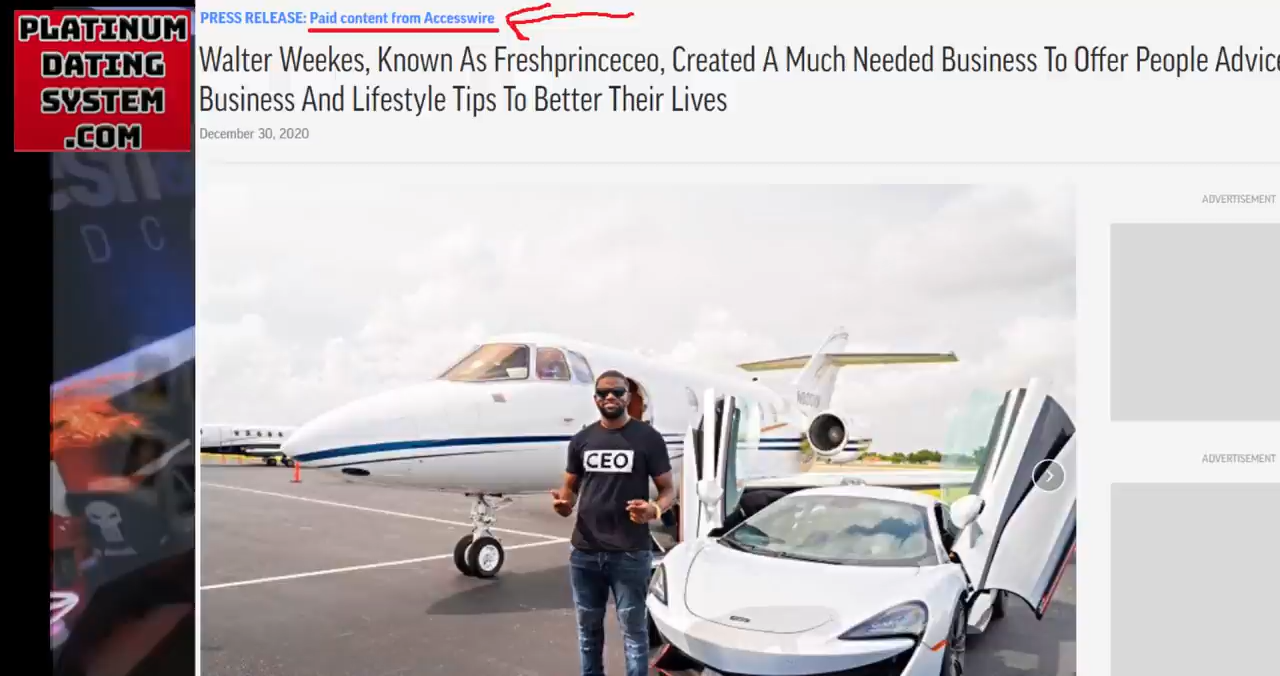 PLATINUM
DATING
SYSTEM
.COM
PRESS RELEASE: Paid content from Accesswire
Walter Weekes, Known As Freshprinceceo, Created A Much Needed Business To Offer People Advice
Business And Lifestyle Tips To Better Their Lives
December 30, 2020
ADVERTISEMENT
ADVERTISEMENT
CEO